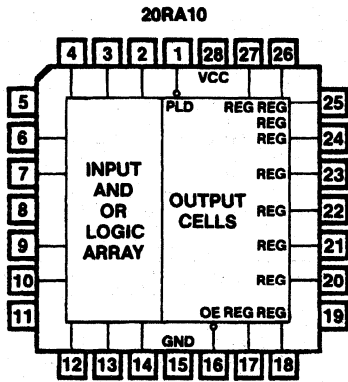 20RA10
4 3 2 1 28 27 26
VCC
5 25
PLD REG REG
REG
6 REG 24
INPUT
AND
OR
LOGIC
ARRAY
OUTPUT
CELLS
7 REG 23
8 REG 22
9 REG 21
10 REG 20
11 19
OE REG REG
GND
12 13 14 15 16 17 18